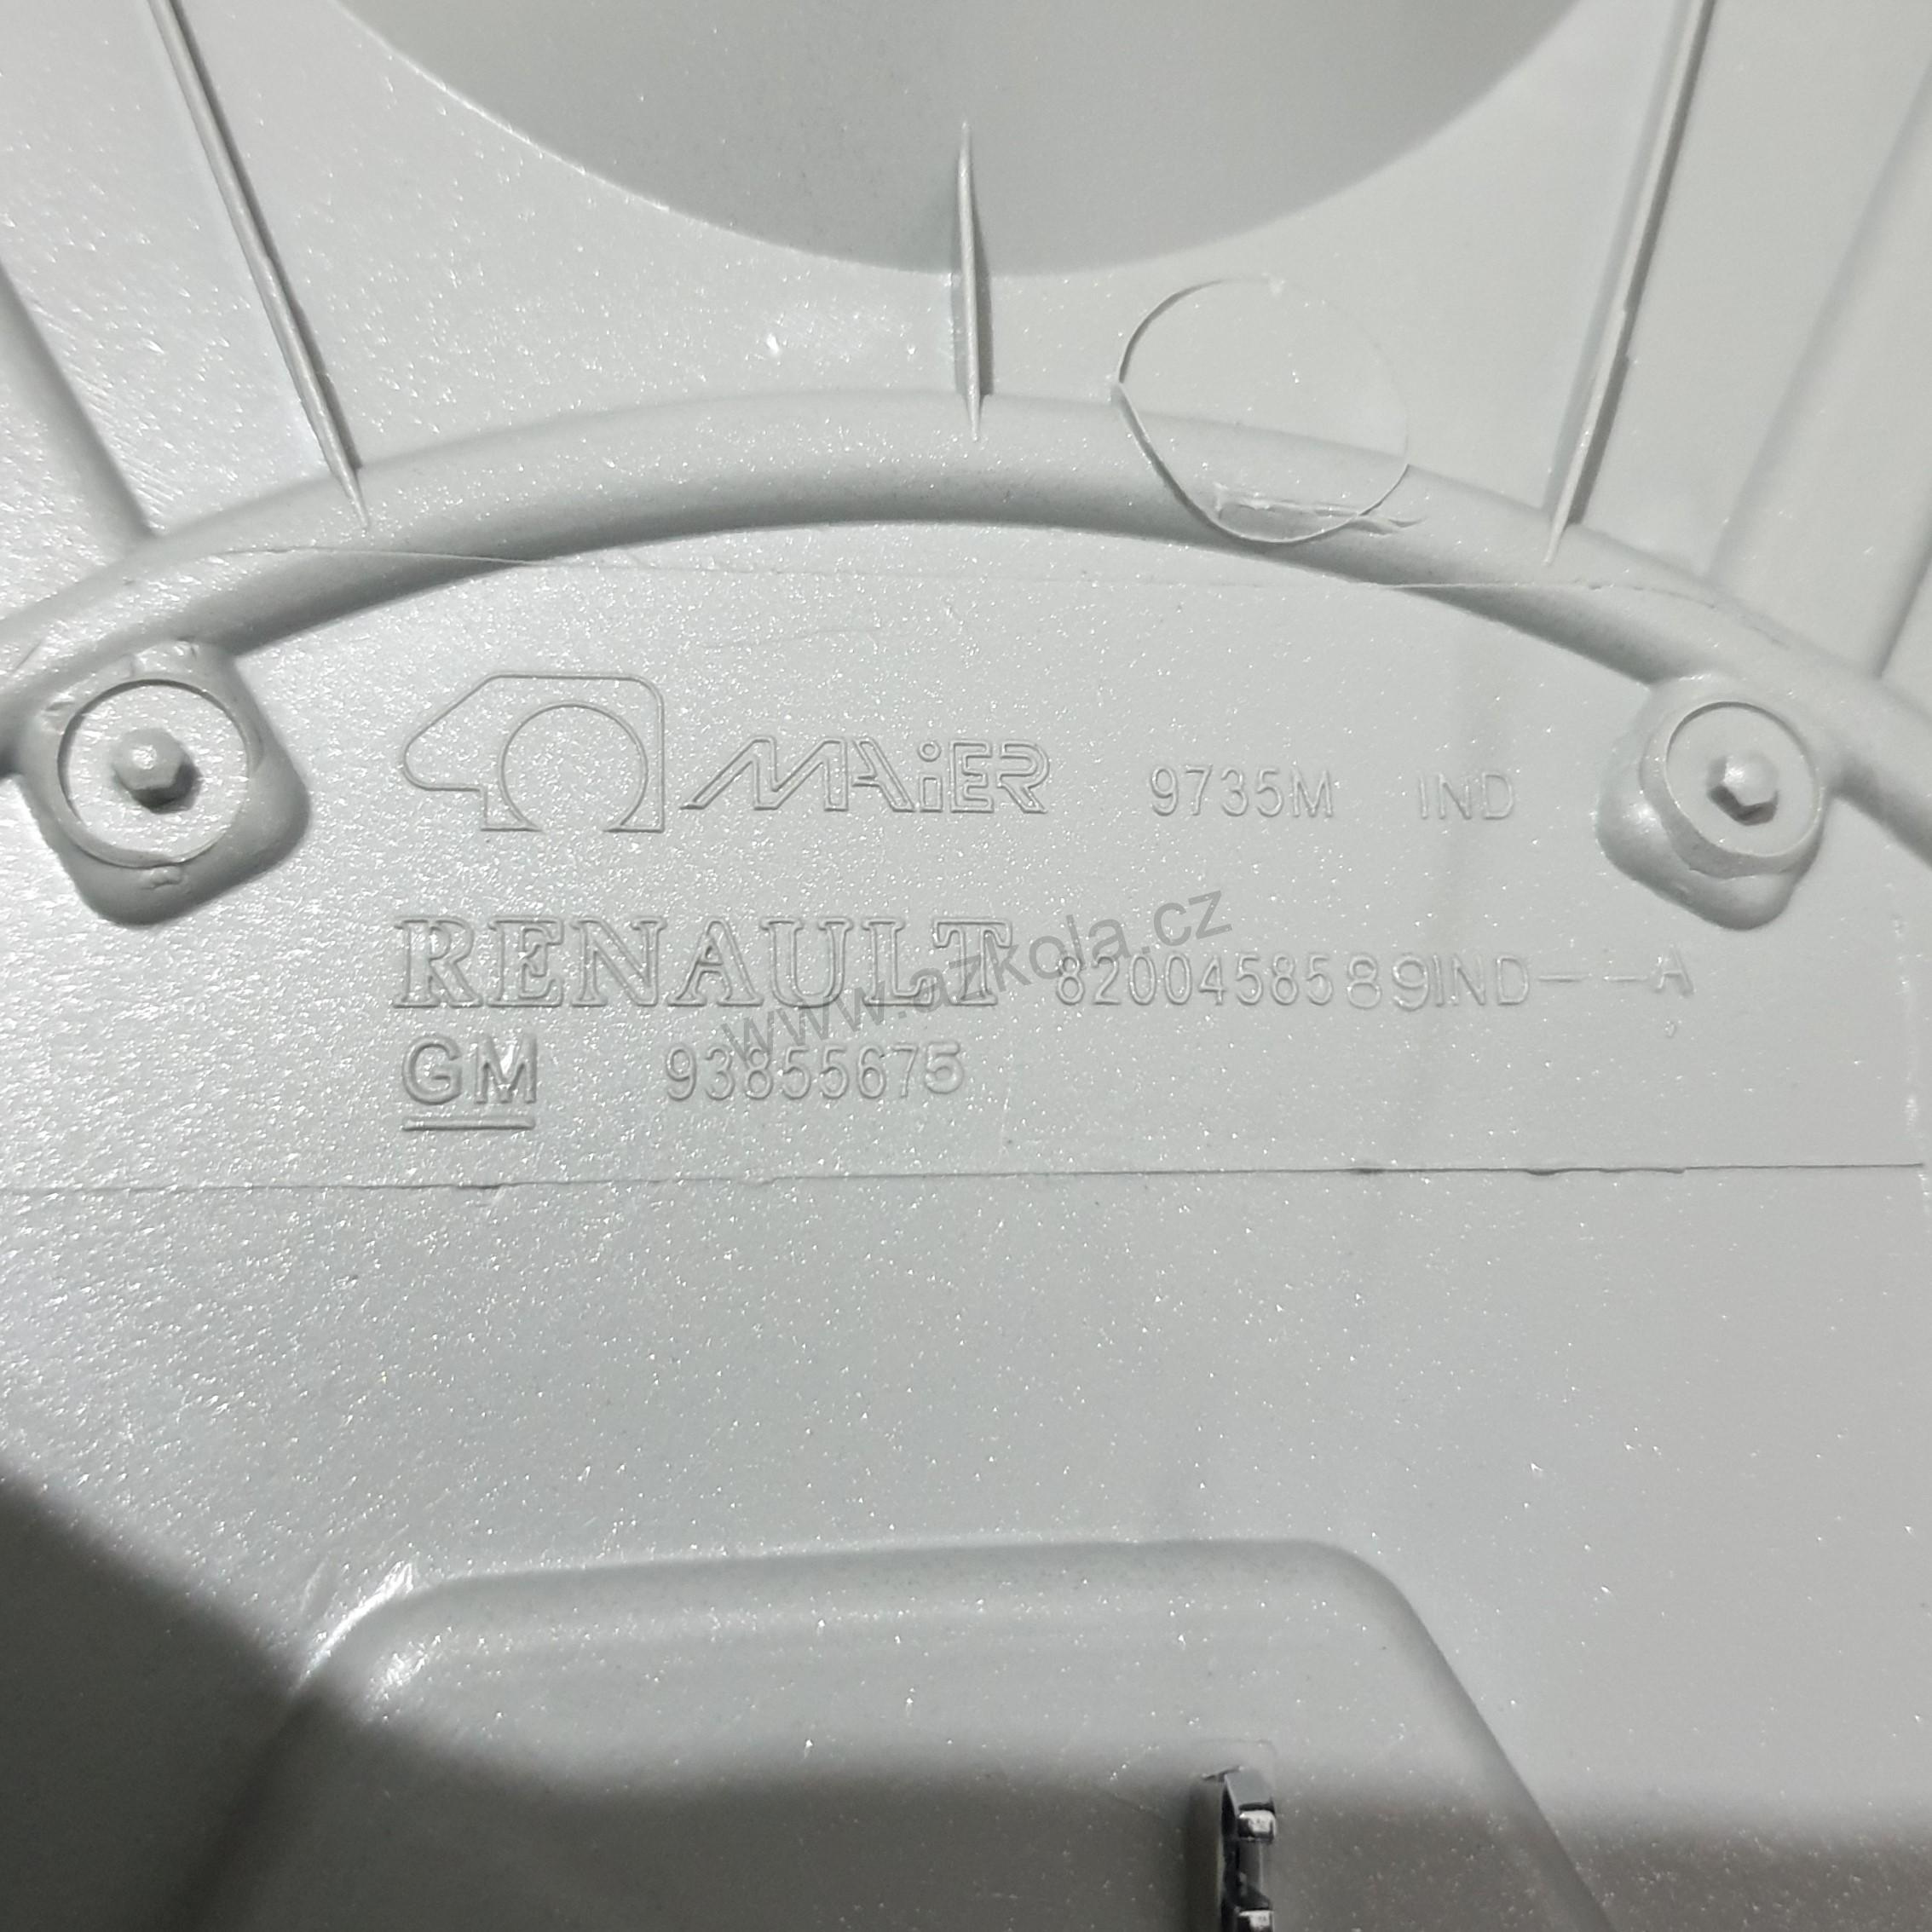 MAiER 9735M IND
RENAULT 8200458589IND--A
GM 93855675
www.azkola.cz